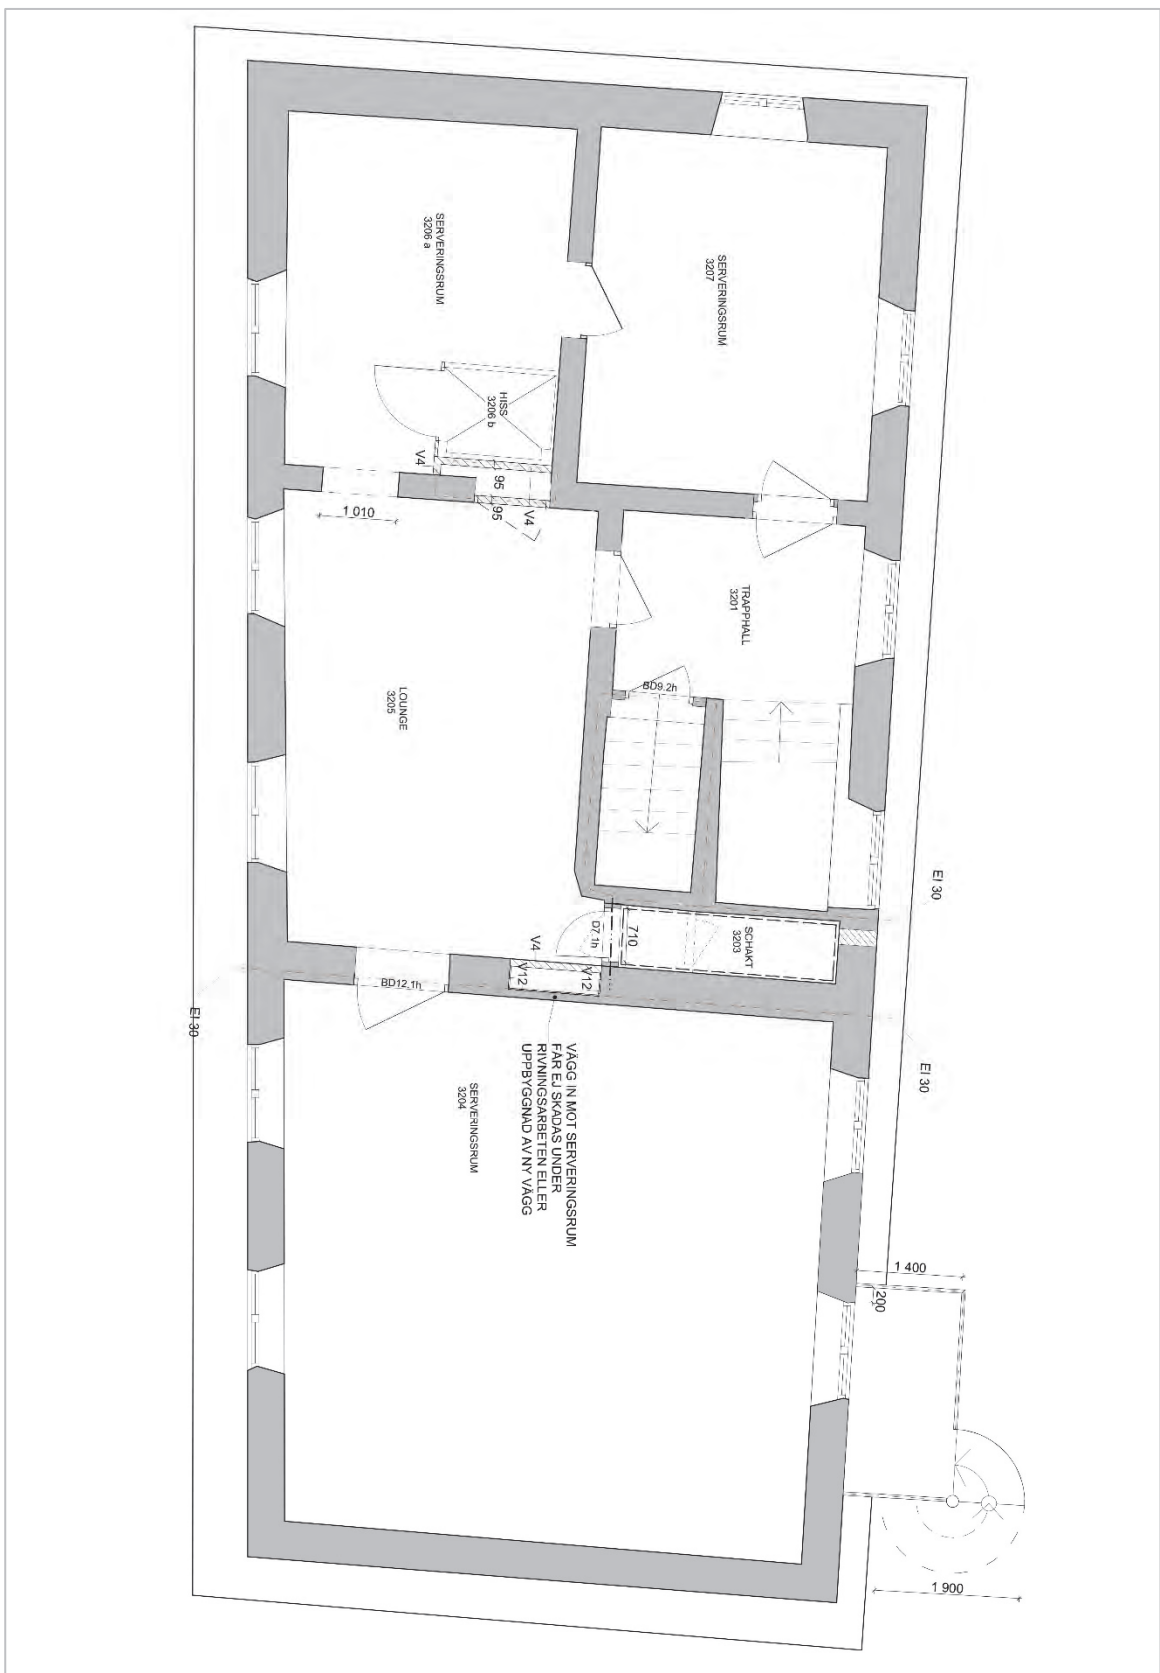 SERVERINGSRUM
3206 a
SERVERINGSRUM
3207
HISS
3206 b
V4
95
95
V4
1 010
TRAPPHALL
3201
BD9.2h
LOUNGE
3205
EI 30
SCHAKT
3203
710
D7.1h
V4
V12
V12
BD12.1h
EI 30
EI 30
VÄGG IN MOT SERVERINGSRUM
FÅR EJ SKADAS UNDER
RIVNINGSARBETEN ELLER
UPPBYGGNAD AV NY VÄGG
SERVERINGSRUM
3204
1 400
200
1 900